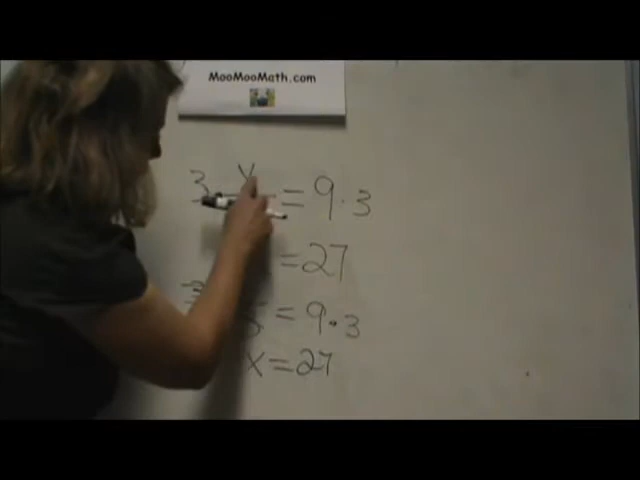 MooMooMath.com
3 x = 9 · 3
= 27
3 = 9 · 3
x = 27